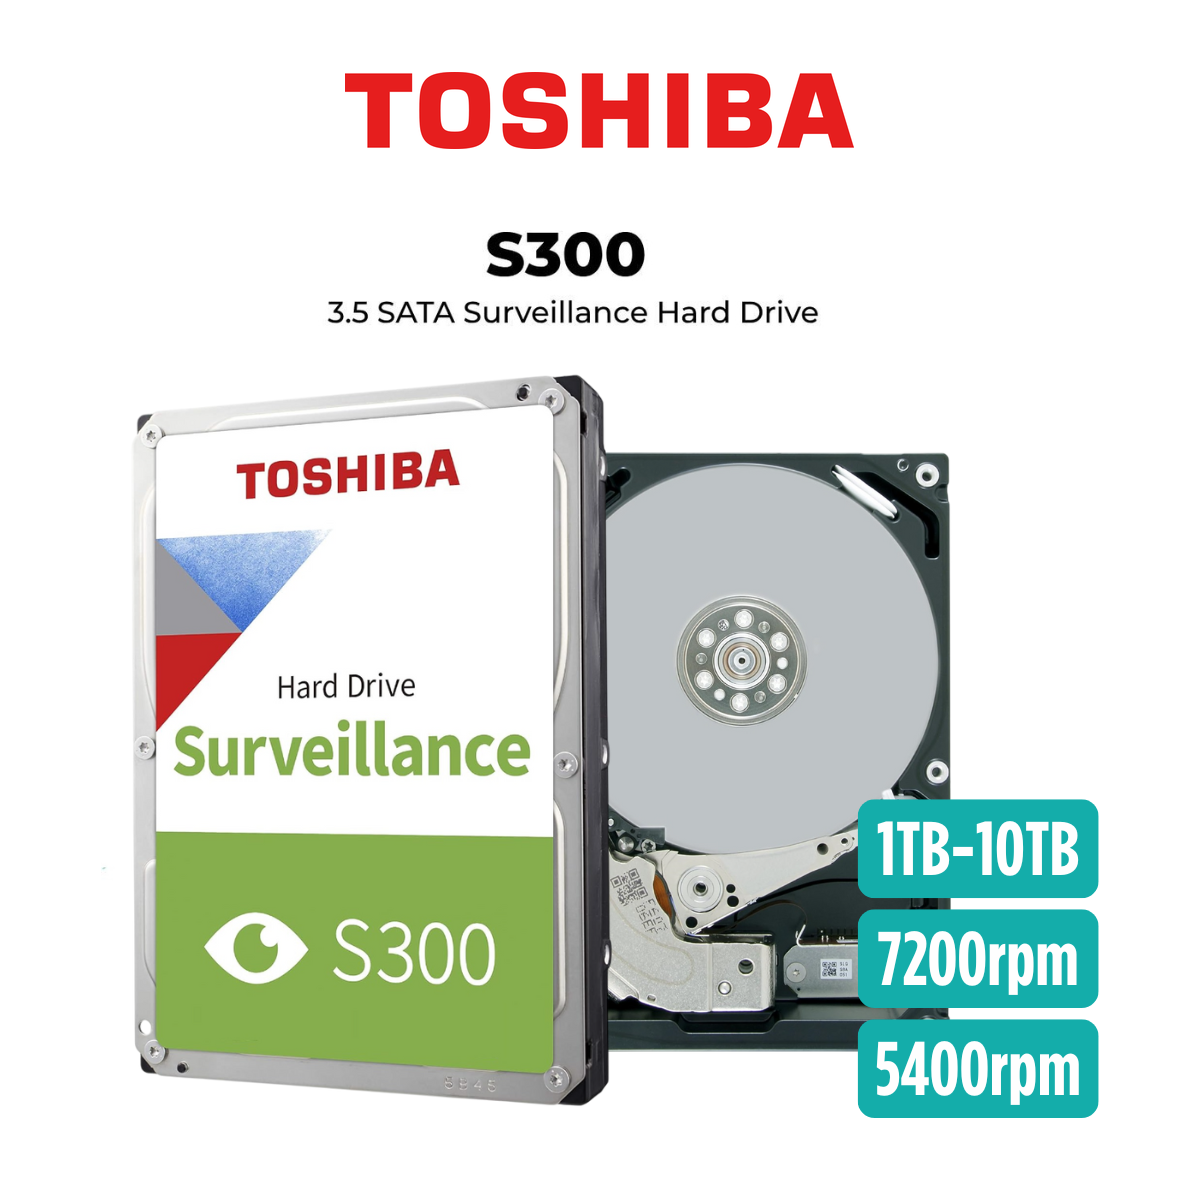 TOSHIBA
S300
3.5 SATA Surveillance Hard Drive
TOSHIBA
Hard Drive
Surveillance
S300
1TB-10TB
7200rpm
5400rpm